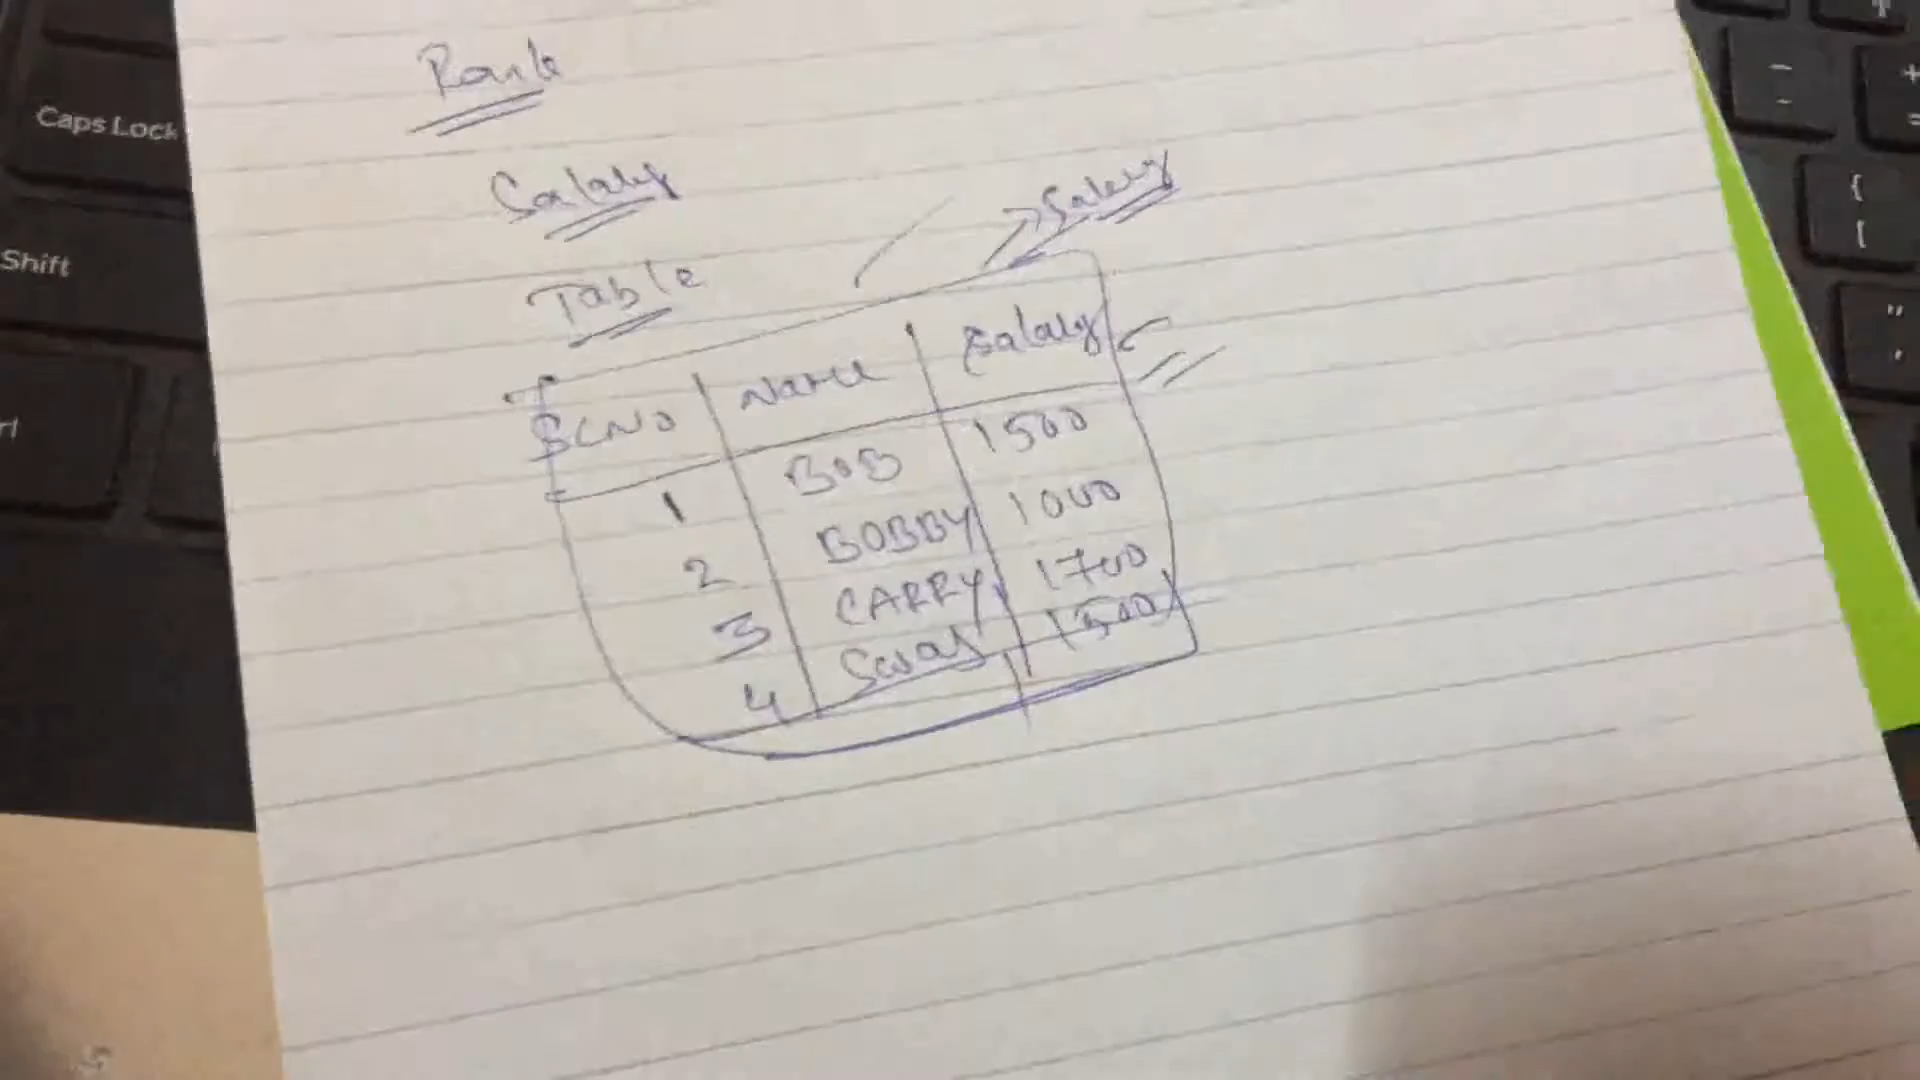 Rank
Salary
Salary
Table
SLNO Name Salary
1 BOB 1500
2 BOBBY 1000
3 CARRY 1700
4 1500
Caps Lock
Shift